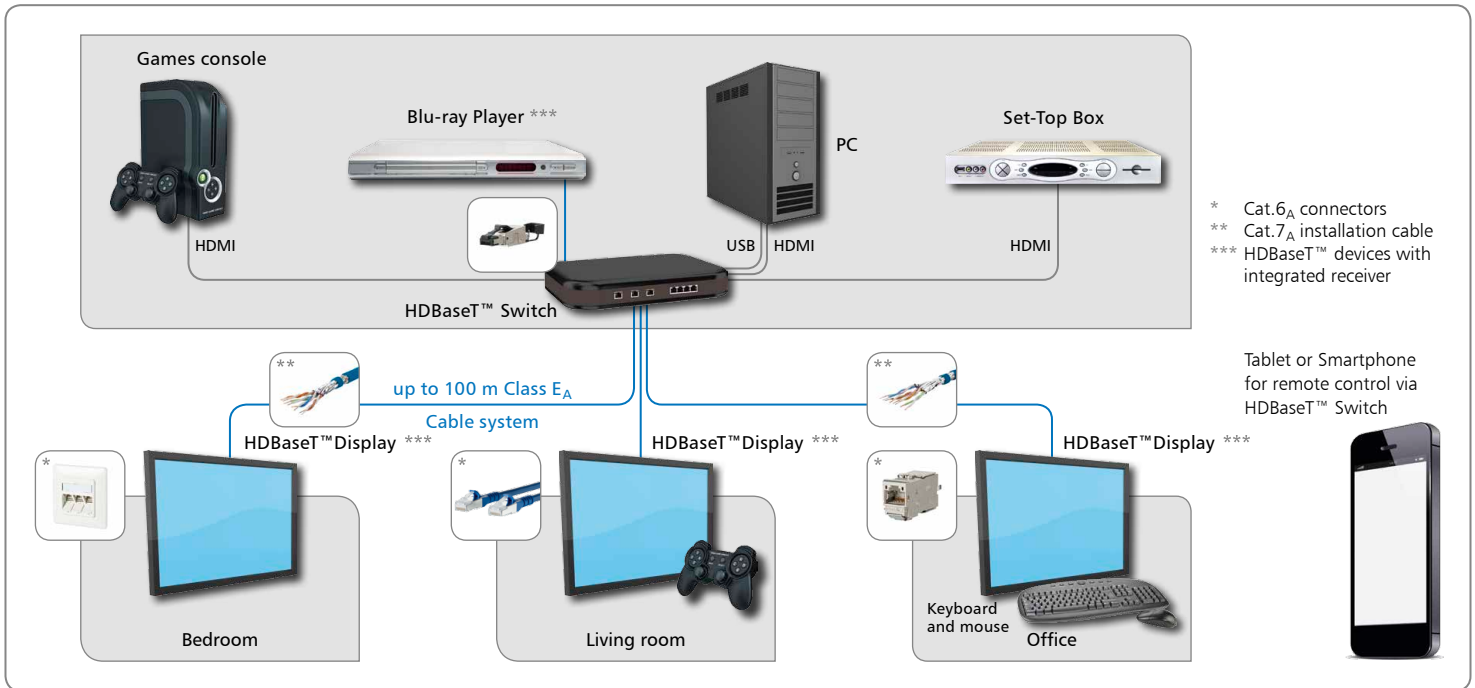 Games console
Blu-ray Player ***
PC
Set-Top Box
HDMI
USB
HDMI
HDMI
HDBaseT™ Switch
* Cat.6A connectors
** Cat.7A installation cable
*** HDBaseT™ devices with
integrated receiver
**
up to 100 m Class EA
Cable system
**
Tablet or Smartphone
for remote control via
HDBaseT™ Switch
HDBaseT™Display ***
HDBaseT™Display ***
HDBaseT™Display ***
*
*
*
Bedroom
Living room
Keyboard
and mouse
Office